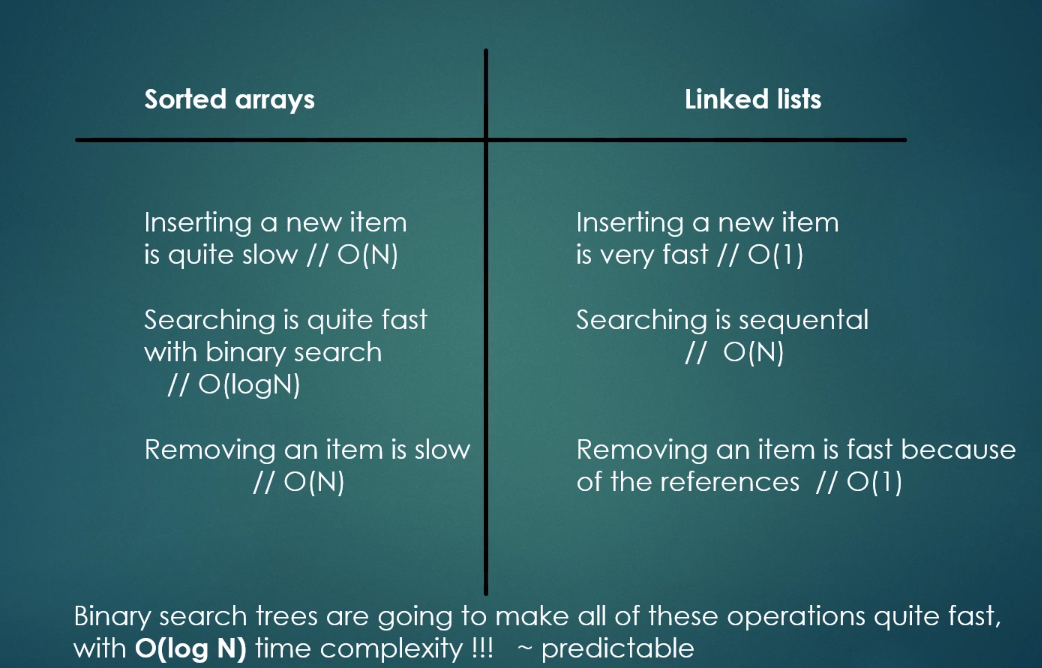 Sorted arrays
Inserting a new item
is quite slow // O(N)
Searching is quite fast
with binary search
// O(logN)
Removing an item is slow
// O(N)
Linked lists
Inserting a new item
is very fast // O(1)
Searching is sequental
// O(N)
Removing an item is fast because
of the references // O(1)
Binary search trees are going to make all of these operations quite fast,
with O(log N) time complexity !!! ~ predictable